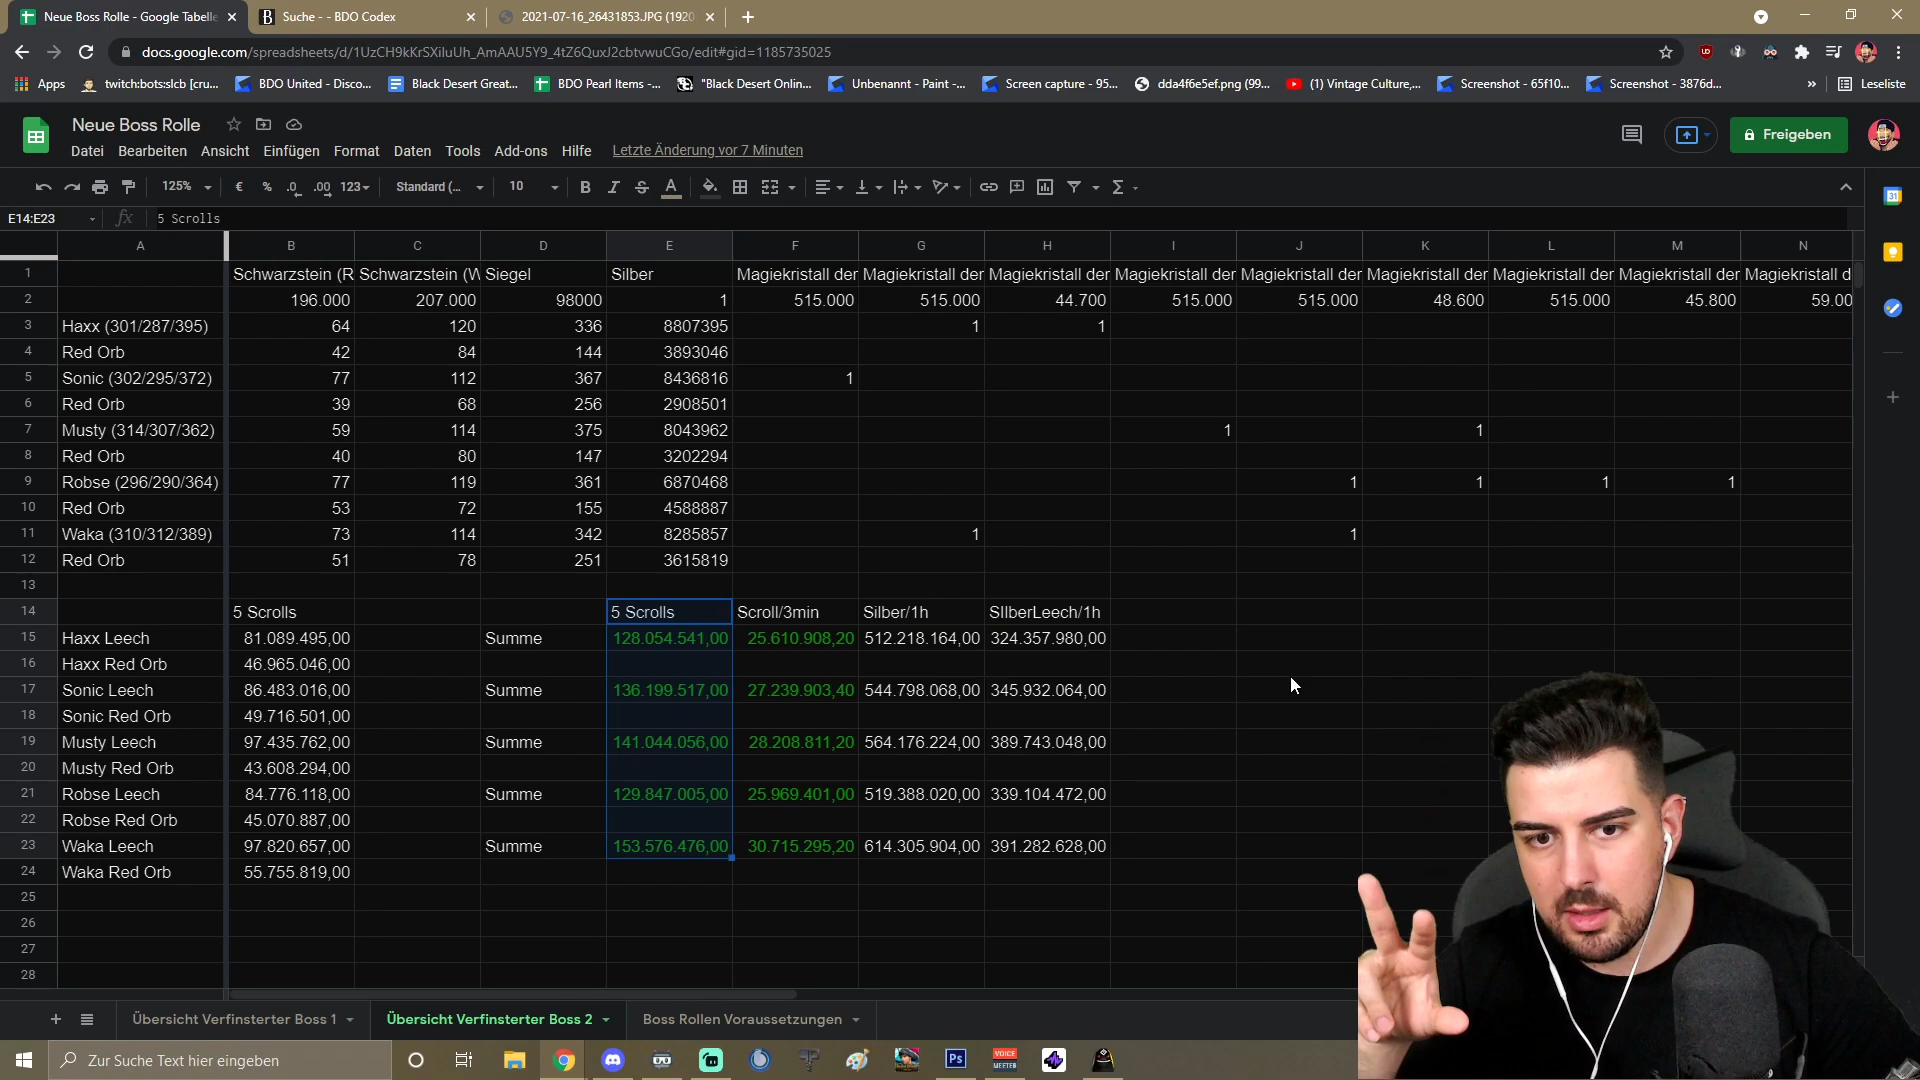 Neue Boss Rolle - Google Tabelle
Suche - - BDO Codex
2021-07-16_26431853.JPG (1920
docs.google.com/spreadsheets/d/1UzCH9kKrSXiluUh_AmAAU5Y9_4tZ6QuxJ2cbtvwuCGo/edit#gid=1185735025
Apps
twitch:bots:slcb [cru...
BDO United - Disco...
Black Desert Great...
BDO Pearl Items -...
"Black Desert Onlin...
Unbenannt - Paint -...
Screen capture - 95...
dda4f6e5ef.png (99...
(1) Vintage Culture,...
Screenshot - 65f10...
Screenshot - 3876d...
»
Leseliste
Neue Boss Rolle
Datei Bearbeiten Ansicht Einfügen Format Daten Tools Add-ons Hilfe Letzte Änderung vor 7 Minuten
Freigeben
125% € % .0 .00 123 Standard (... 10 B I S A Σ
31
E14:E23 fx 5 Scrolls
A B C D E F G H I J K L M N
1 Schwarzstein (R Schwarzstein (W Siegel Silber Magiekristall der Magiekristall der Magiekristall der Magiekristall der Magiekristall der Magiekristall der Magiekristall der Magiekristall der Magiekristall d
2 196.000 207.000 98000 1 515.000 515.000 44.700 515.000 515.000 48.600 515.000 45.800 59.00
3 Haxx (301/287/395) 64 120 336 8807395 1 1
4 Red Orb 42 84 144 3893046
5 Sonic (302/295/372) 77 112 367 8436816 1
6 Red Orb 39 68 256 2908501
7 Musty (314/307/362) 59 114 375 8043962 1 1
8 Red Orb 40 80 147 3202294
9 Robse (296/290/364) 77 119 361 6870468 1 1 1 1
10 Red Orb 53 72 155 4588887
11 Waka (310/312/389) 73 114 342 8285857 1 1
12 Red Orb 51 78 251 3615819
13
14 5 Scrolls 5 Scrolls Scroll/3min Silber/1h SIlberLeech/1h
15 Haxx Leech 81.089.495,00 Summe 128.054.541,00 25.610.908,20 512.218.164,00 324.357.980,00
16 Haxx Red Orb 46.965.046,00
17 Sonic Leech 86.483.016,00 Summe 136.199.517,00 27.239.903,40 544.798.068,00 345.932.064,00
18 Sonic Red Orb 49.716.501,00
19 Musty Leech 97.435.762,00 Summe 141.044.056,00 28.208.811,20 564.176.224,00 389.743.048,00
20 Musty Red Orb 43.608.294,00
21 Robse Leech 84.776.118,00 Summe 129.847.005,00 25.969.401,00 519.388.020,00 339.104.472,00
22 Robse Red Orb 45.070.887,00
23 Waka Leech 97.820.657,00 Summe 153.576.476,00 30.715.295,20 614.305.904,00 391.282.628,00
24 Waka Red Orb 55.755.819,00
25
26
27
28
Übersicht Verfinsterter Boss 1
Übersicht Verfinsterter Boss 2
Boss Rollen Voraussetzungen
Zur Suche Text hier eingeben
Ps
VOICE
MEETER